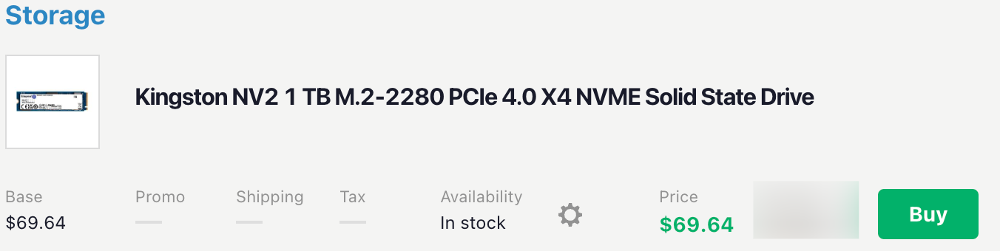 Storage
Kingston NV2 1 TB M.2-2280 PCIe 4.0 X4 NVME Solid State Drive
Base
Promo
Shipping
Tax
Availability
Price
$69.64
In stock
$69.64
Buy